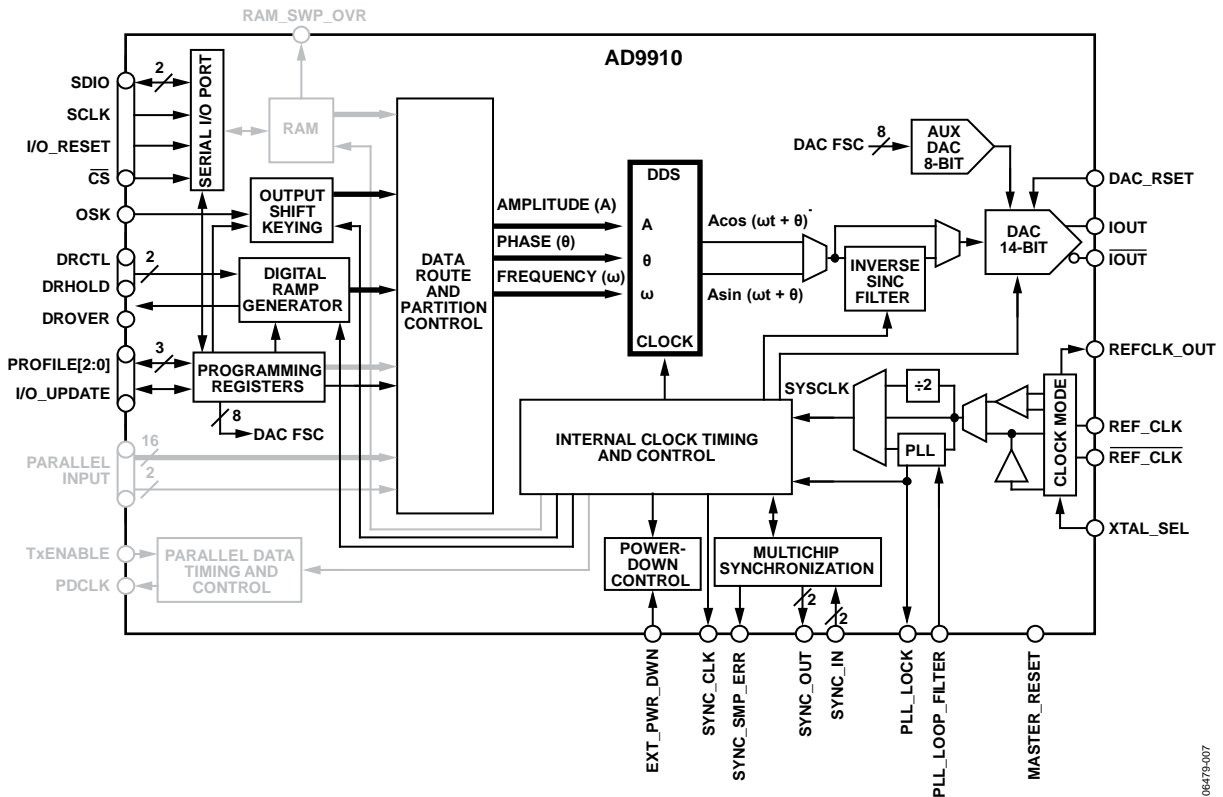 RAM_SWP_OVR
AD9910
SDIO
2
SCLK
I/O_RESET
CS
SERIAL I/O PORT
RAM
OSK
OUTPUT
SHIFT
KEYING
DRCTL
2
DRHOLD
DROVER
DIGITAL
RAMP
GENERATOR
PROFILE[2:0]
3
I/O_UPDATE
PROGRAMMING
REGISTERS
8
DAC FSC
16
PARALLEL
INPUT
2
TxENABLE
PDCLK
PARALLEL DATA
TIMING AND
CONTROL
DATA
ROUTE
AND
PARTITION
CONTROL
AMPLITUDE (A)
PHASE (θ)
FREQUENCY (ω)
DDS
A
θ
ω
CLOCK
Acos (ωt + θ)
Asin (ωt + θ)
INVERSE
SINC
FILTER
DAC FSC
8
AUX
DAC
8-BIT
DAC
14-BIT
DAC_RSET
IOUT
IOUT
REFCLK_OUT
SYSCLK
÷2
PLL
CLOCK MODE
REF_CLK
REF_CLK
XTAL_SEL
INTERNAL CLOCK TIMING
AND CONTROL
POWER-
DOWN
CONTROL
MULTICHIP
SYNCHRONIZATION
2
2
EXT_PWR_DWN
SYNC_CLK
SYNC_SMP_ERR
SYNC_OUT
SYNC_IN
PLL_LOCK
PLL_LOOP_FILTER
MASTER_RESET
06479-007